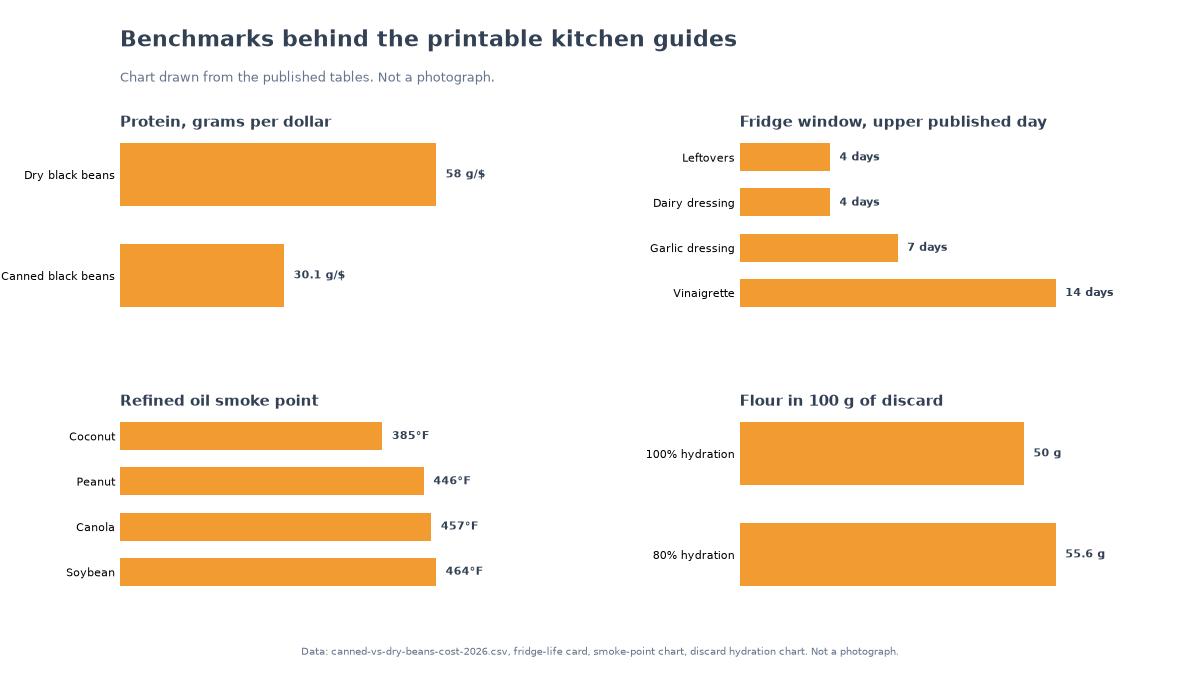 Benchmarks behind the printable kitchen guides
Chart drawn from the published tables. Not a photograph.
Protein, grams per dollar
Dry black beans 58 g/$
Canned black beans 30.1 g/$
Fridge window, upper published day
Leftovers 4 days
Dairy dressing 4 days
Garlic dressing 7 days
Vinaigrette 14 days
Refined oil smoke point
Coconut 385°F
Peanut 446°F
Canola 457°F
Soybean 464°F
Flour in 100 g of discard
100% hydration 50 g
80% hydration 55.6 g
Data: canned-vs-dry-beans-cost-2026.csv, fridge-life card, smoke-point chart, discard hydration chart. Not a photograph.